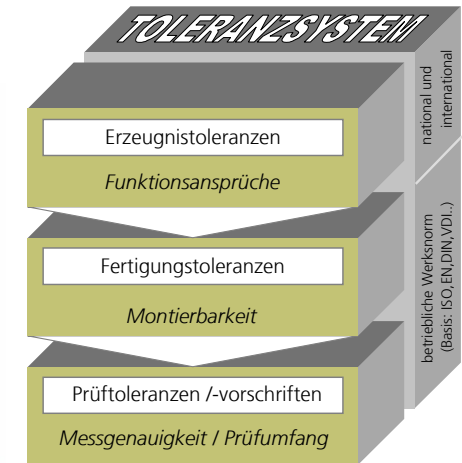 TOLERANZSYSTEM
Erzeugnistoleranzen
Funktionsansprüche
Fertigungstoleranzen
Montierbarkeit
Prüftoleranzen /-vorschriften
Messgenauigkeit / Prüfumfang
national und
international
betriebliche Werksnorm
(Basis: ISO,EN,DIN,VDI..)